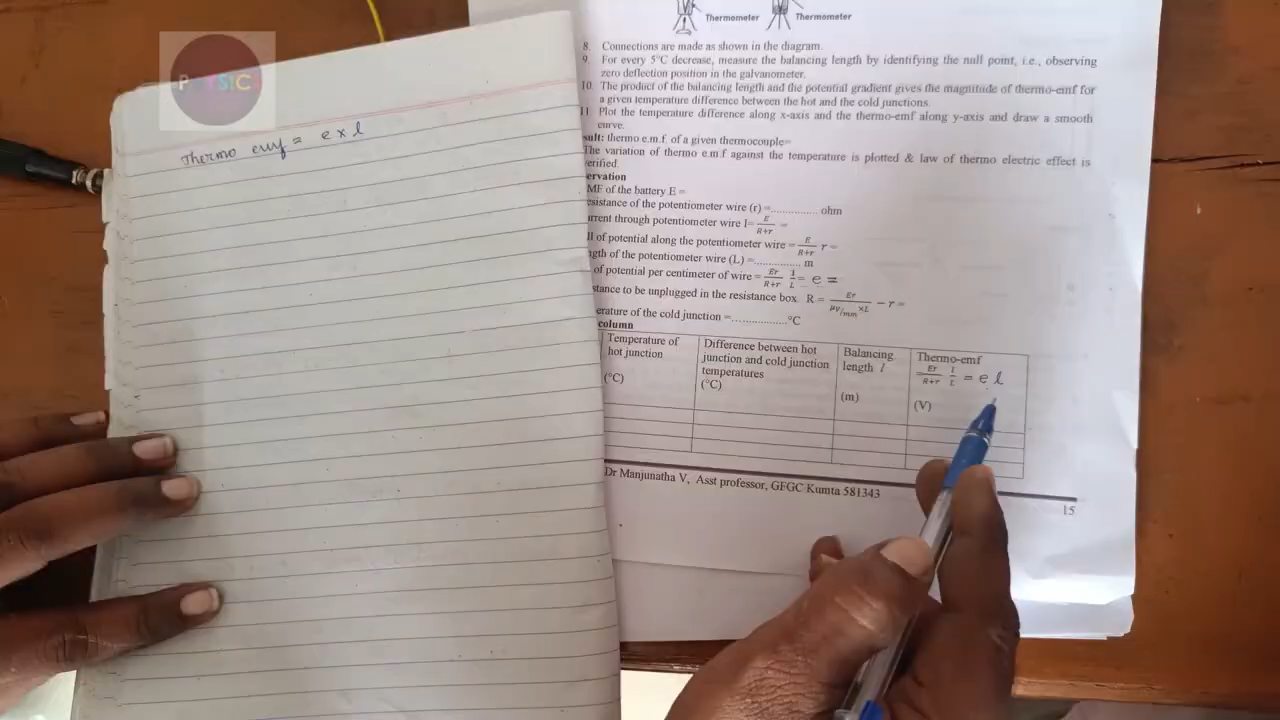 PHYSICS
Thermo emf = e x l
Thermometer Thermometer
8. Connections are made as shown in the diagram.
9. For every 5°C decrease, measure the balancing length by identifying the null point, i.e., observing
zero deflection position in the galvanometer.
10. The product of the balancing length and the potential gradient gives the magnitude of thermo-emf for
a given temperature difference between the hot and the cold junctions.
11. Plot the temperature difference along x-axis and the thermo-emf along y-axis and draw a smooth
curve.
sult: thermo e.m.f. of a given thermocouple=
The variation of thermo e.m.f against the temperature is plotted & law of thermo electric effect is
verified.
ervation
MF of the battery E =
esistance of the potentiometer wire (r) =.............. ohm
urrent through potentiometer wire I= E/R+r =
ll of potential along the potentiometer wire = E/R+r r =
ngth of the potentiometer wire (L) =.............. m
of potential per centimeter of wire = Er/R+r 1/L = e =
stance to be unplugged in the resistance box R = Er/μv/mm ×L − r =
erature of the cold junction =.................°C
column
Temperature of hot junction (°C)
Difference between hot junction and cold junction temperatures (°C)
Balancing length l (m)
Thermo-emf = Er/R+r l/L = e l (V)
Dr Manjunatha V, Asst professor, GFGC Kumta 581343
15